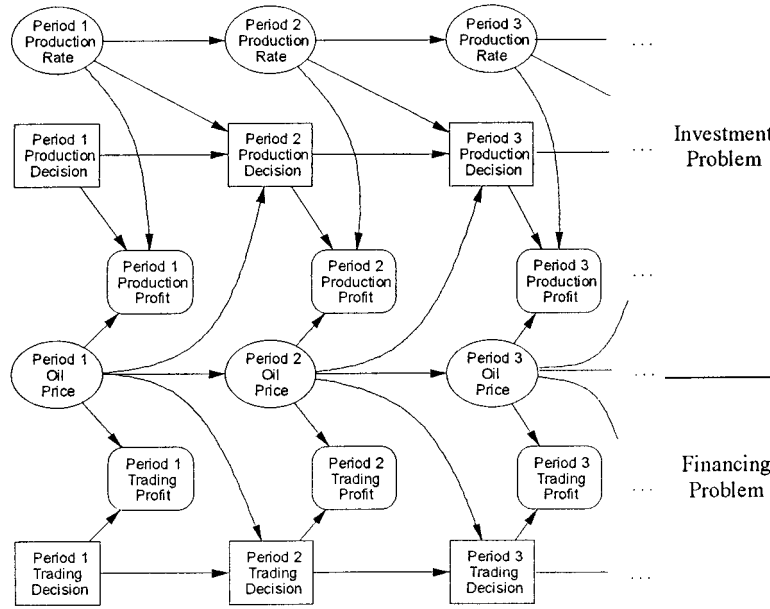 Period 1
Production
Rate
Period 2
Production
Rate
Period 3
Production
Rate
...
Period 1
Production
Decision
Period 2
Production
Decision
Period 3
Production
Decision
...
Investment
Problem
Period 1
Production
Profit
Period 2
Production
Profit
Period 3
Production
Profit
...
Period 1
Oil
Price
Period 2
Oil
Price
Period 3
Oil
Price
...
Period 1
Trading
Profit
Period 2
Trading
Profit
Period 3
Trading
Profit
...
Financing
Problem
Period 1
Trading
Decision
Period 2
Trading
Decision
Period 3
Trading
Decision
...